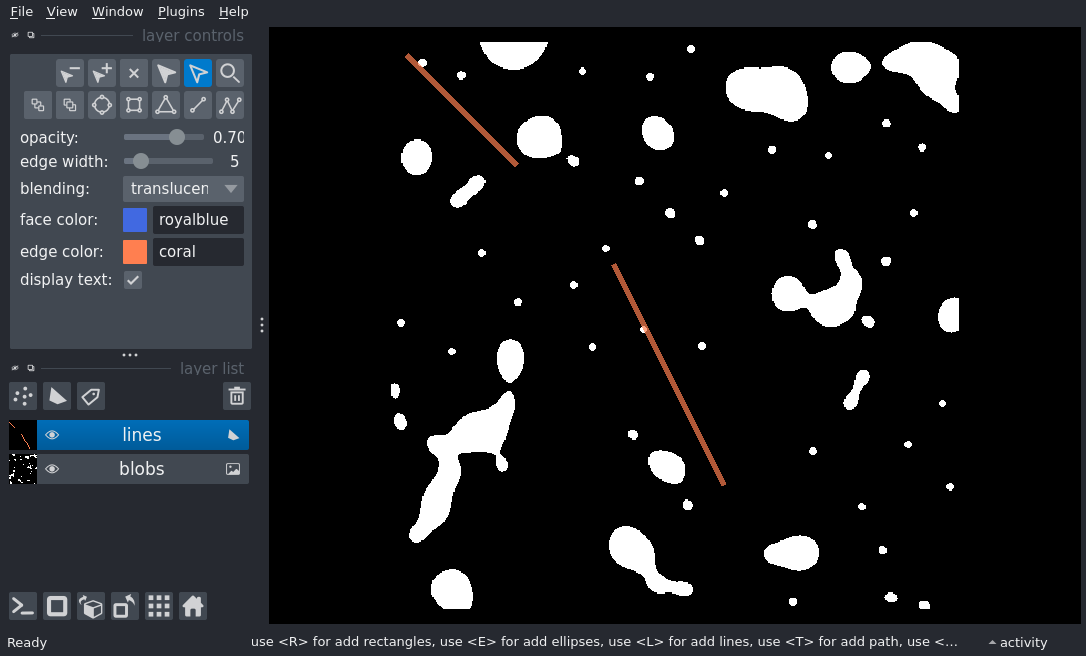 File View Window Plugins Help
layer controls
opacity: 0.70
edge width: 5
blending: translucen
face color: royalblue
edge color: coral
display text:
layer list
lines
blobs
Ready use <R> for add rectangles, use <E> for add ellipses, use <L> for add lines, use <T> for add path, use <... activity